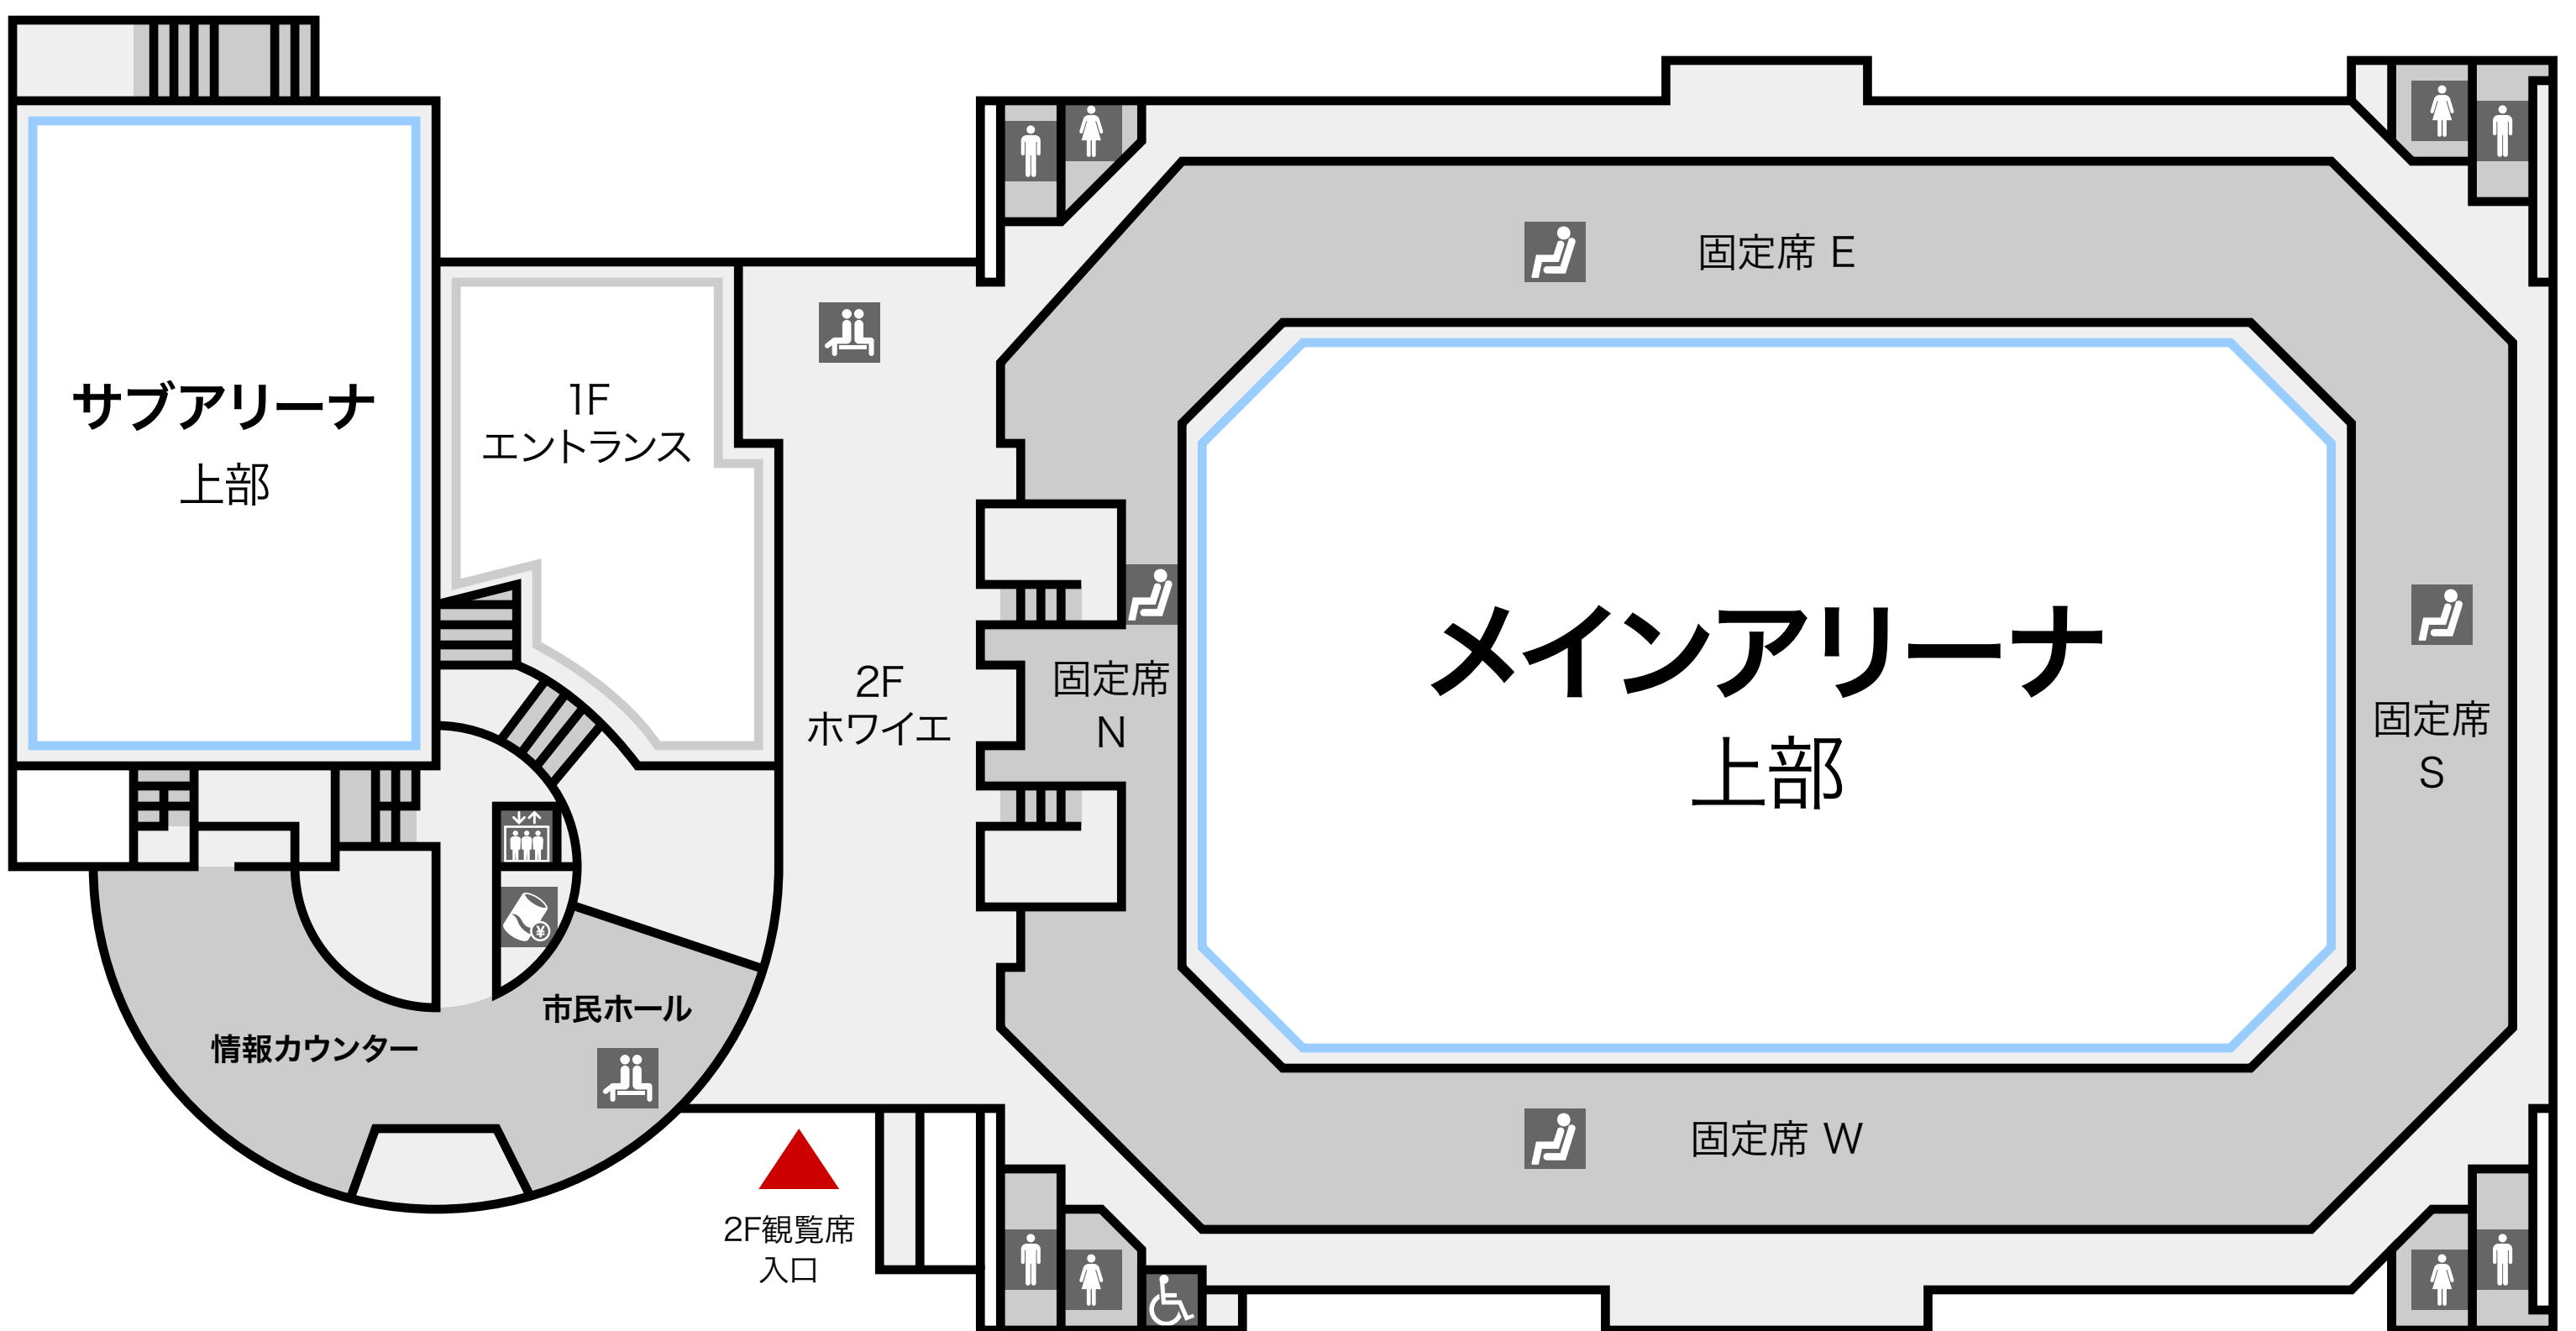 サブアリーナ
上部
1F
エントランス
2F
ホワイエ
固定席 E
固定席
N
メインアリーナ
上部
固定席
S
固定席 W
情報カウンター
市民ホール
2F観覧席
入口
¥